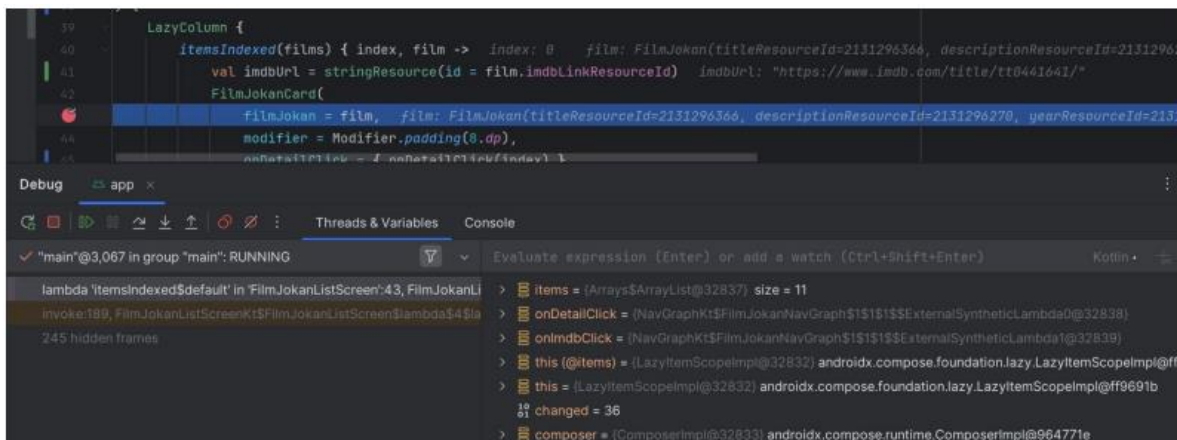 39 LazyColumn {
40 itemsIndexed(films) { index, film -> index: 0 film: FilmJokan(titleResourceId=2131296366, descriptionResourceId=21312962
41 val imdbUrl = stringResource(id = film.imdbLinkResourceId) imdbUrl: "https://www.imdb.com/title/tt0441641/"
42 FilmJokanCard(
filmJokan = film, film: FilmJokan(titleResourceId=2131296366, descriptionResourceId=2131296270, yearResourceId=213
44 modifier = Modifier.padding(8.dp),
45 onDetailClick = { onDetailClick(index) }
Debug app ×
Threads & Variables Console
"main"@3,067 in group "main": RUNNING
Evaluate expression (Enter) or add a watch (Ctrl+Shift+Enter) Kotlin
lambda 'itemsIndexed$default' in 'FilmJokanListScreen':43, FilmJokanLi
invoke:189, FilmJokanListScreenKt$FilmJokanListScreen$lambda$4$la
245 hidden frames
items = {Arrays$ArrayList@32837} size = 11
onDetailClick = {NavGraphKt$FilmJokanNavGraph$1$1$1$$ExternalSyntheticLambda0@32838}
onImdbClick = {NavGraphKt$FilmJokanNavGraph$1$1$1$$ExternalSyntheticLambda1@32839}
this (@items) = {LazyItemScopeImpl@32832} androidx.compose.foundation.lazy.LazyItemScopeImpl@ff
this = {LazyItemScopeImpl@32832} androidx.compose.foundation.lazy.LazyItemScopeImpl@ff9691b
changed = 36
composer = {ComposerImpl@32833} androidx.compose.runtime.ComposerImpl@964771e